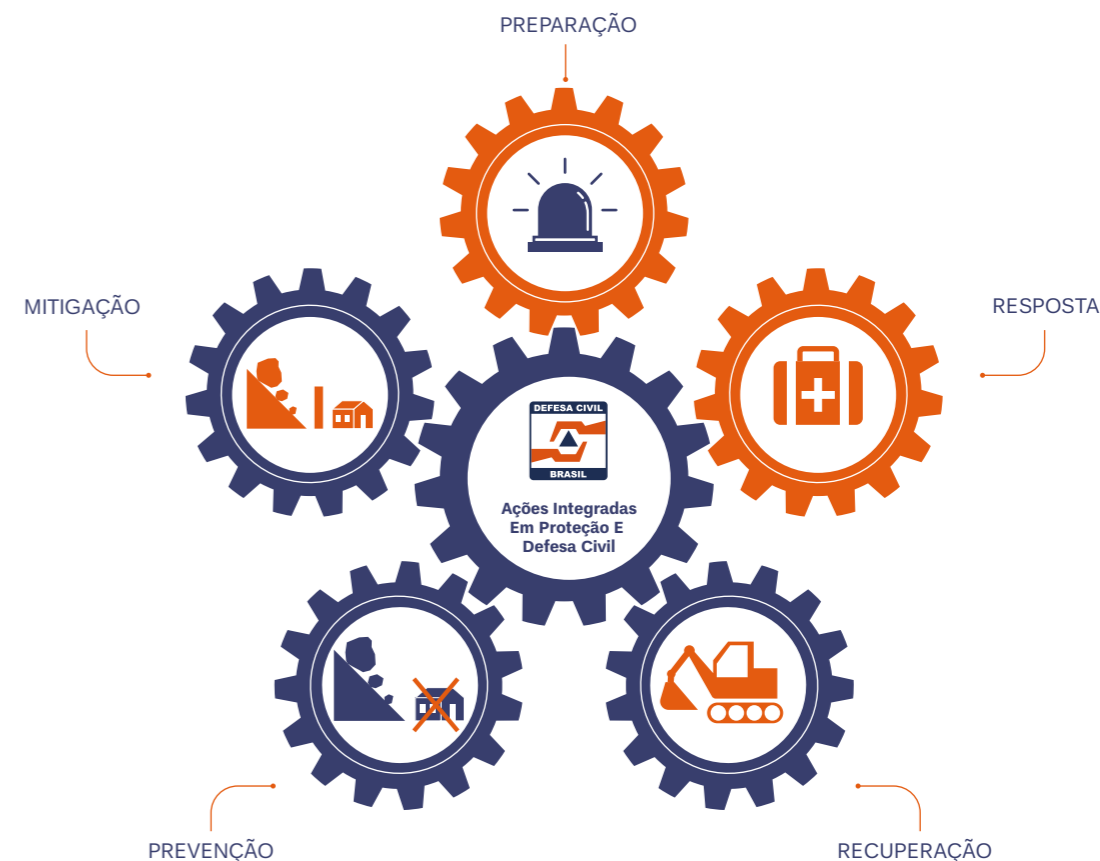 PREPARAÇÃO
MITIGAÇÃO
RESPOSTA
DEFESA CIVIL
BRASIL
Ações Integradas
Em Proteção E
Defesa Civil
PREVENÇÃO
RECUPERAÇÃO